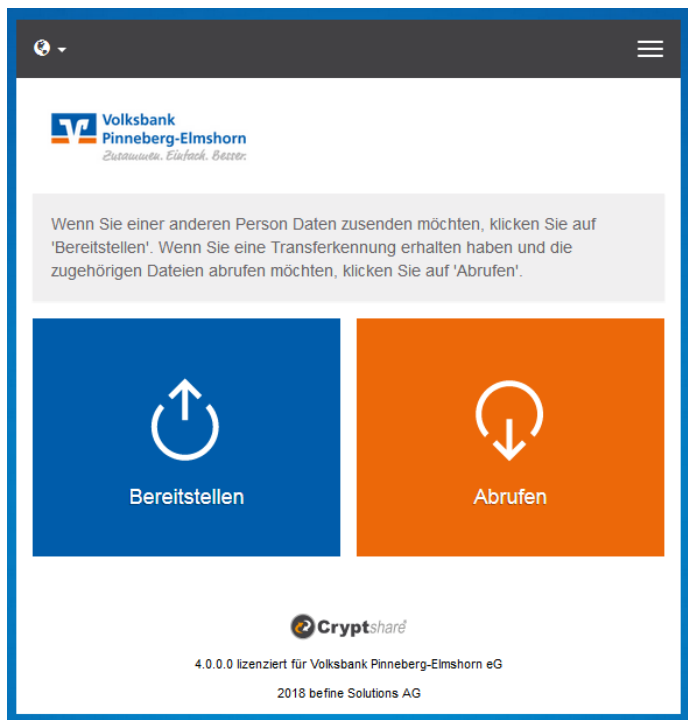 Volksbank
Pinneberg-Elmshorn
Zusammen. Einfach. Besser.
Wenn Sie einer anderen Person Daten zusenden möchten, klicken Sie auf
'Bereitstellen'. Wenn Sie eine Transferkennung erhalten haben und die
zugehörigen Dateien abrufen möchten, klicken Sie auf 'Abrufen'.
Bereitstellen
Abrufen
Cryptshare
4.0.0.0 lizenziert für Volksbank Pinneberg-Elmshorn eG
2018 befine Solutions AG